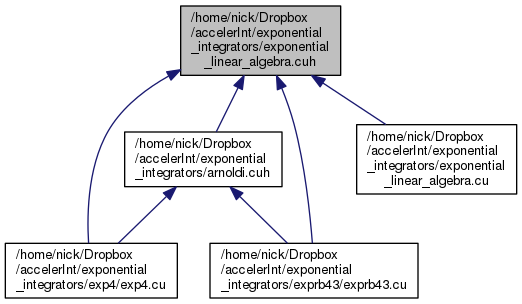 /home/nick/Dropbox
/accelerInt/exponential
_integrators/exponential
_linear_algebra.cuh
/home/nick/Dropbox
/accelerInt/exponential
_integrators/arnoldi.cuh
/home/nick/Dropbox
/accelerInt/exponential
_integrators/exponential
_linear_algebra.cu
/home/nick/Dropbox
/accelerInt/exponential
_integrators/exp4/exp4.cu
/home/nick/Dropbox
/accelerInt/exponential
_integrators/exprb43/exprb43.cu